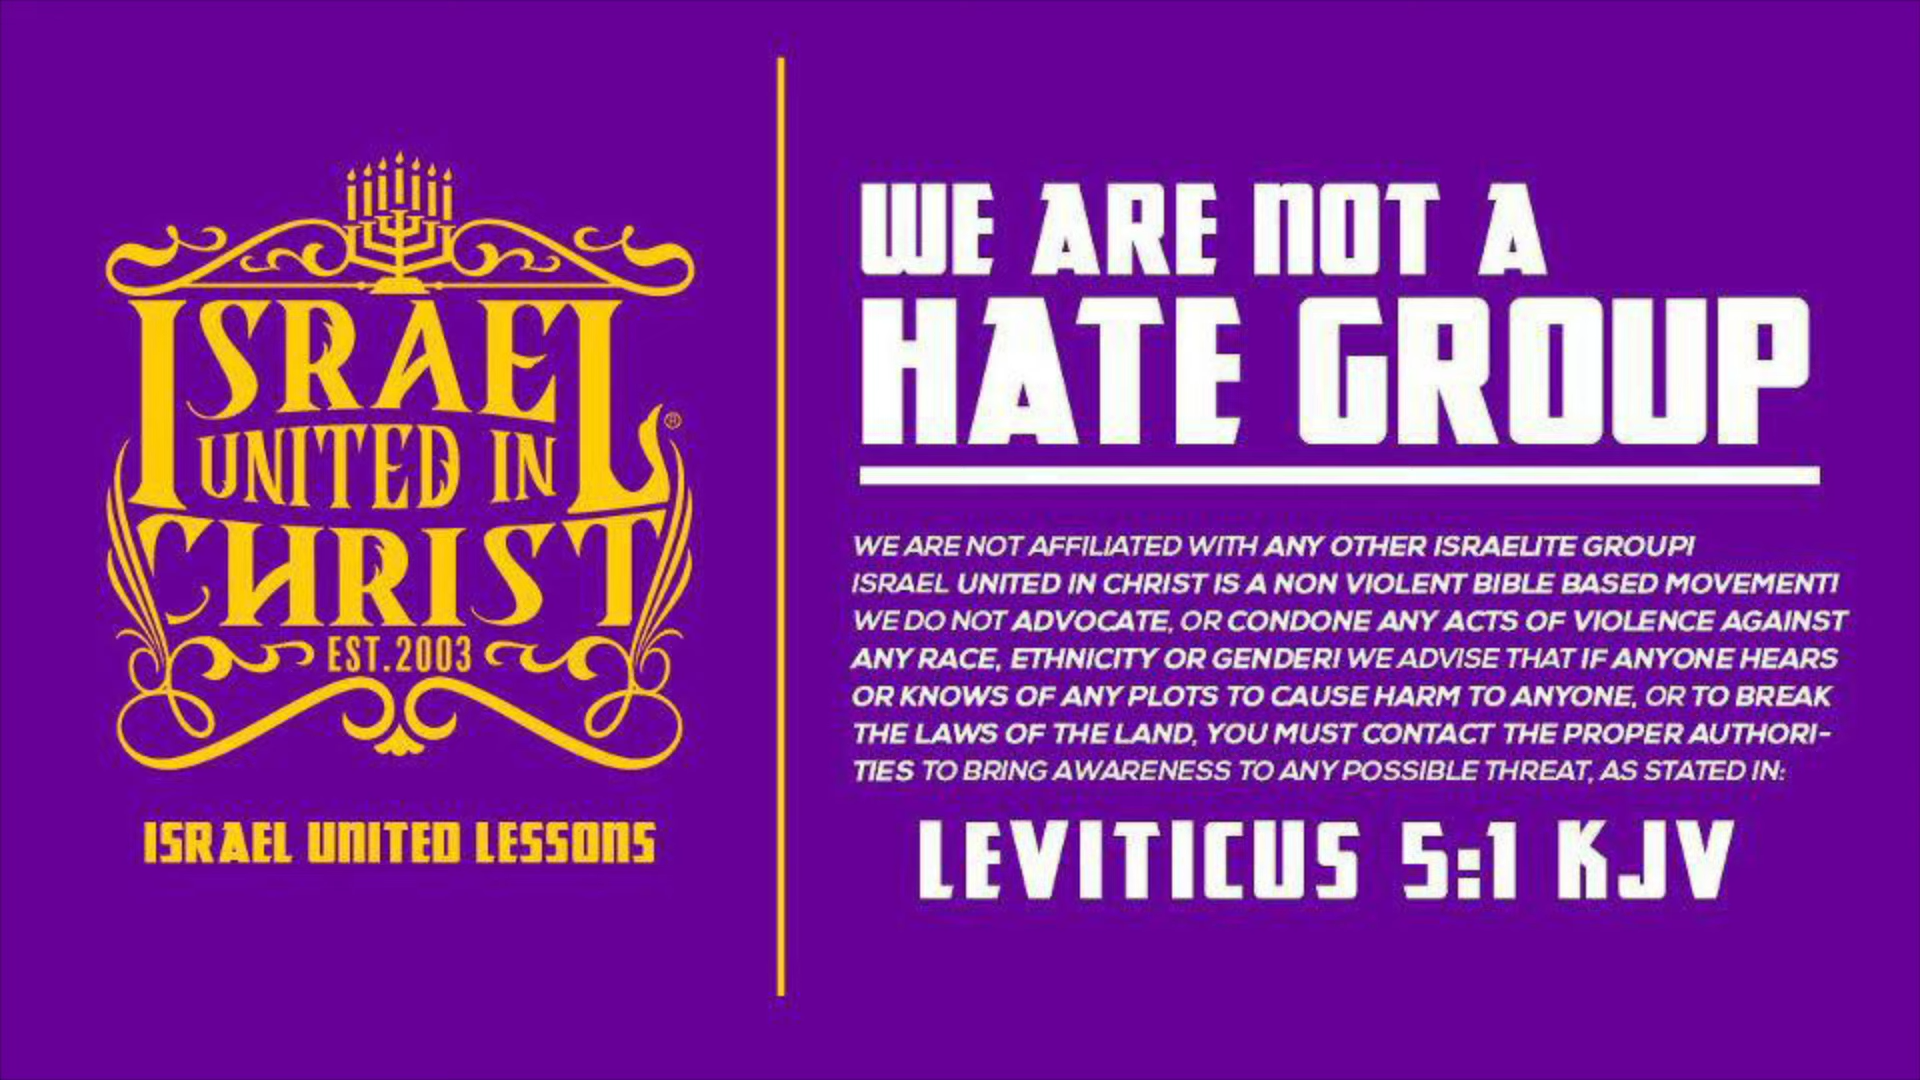 ISRAEL
UNITED IN
CHRIST
®
EST.2003
ISRAEL UNITED LESSONS
WE ARE NOT A
HATE GROUP
WE ARE NOT AFFILIATED WITH ANY OTHER ISRAELITE GROUP!
ISRAEL UNITED IN CHRIST IS A NON VIOLENT BIBLE BASED MOVEMENT!
WE DO NOT ADVOCATE, OR CONDONE ANY ACTS OF VIOLENCE AGAINST
ANY RACE, ETHNICITY OR GENDER! WE ADVISE THAT IF ANYONE HEARS
OR KNOWS OF ANY PLOTS TO CAUSE HARM TO ANYONE, OR TO BREAK
THE LAWS OF THE LAND, YOU MUST CONTACT THE PROPER AUTHORI-
TIES TO BRING AWARENESS TO ANY POSSIBLE THREAT, AS STATED IN:
LEVITICUS 5:1 KJV